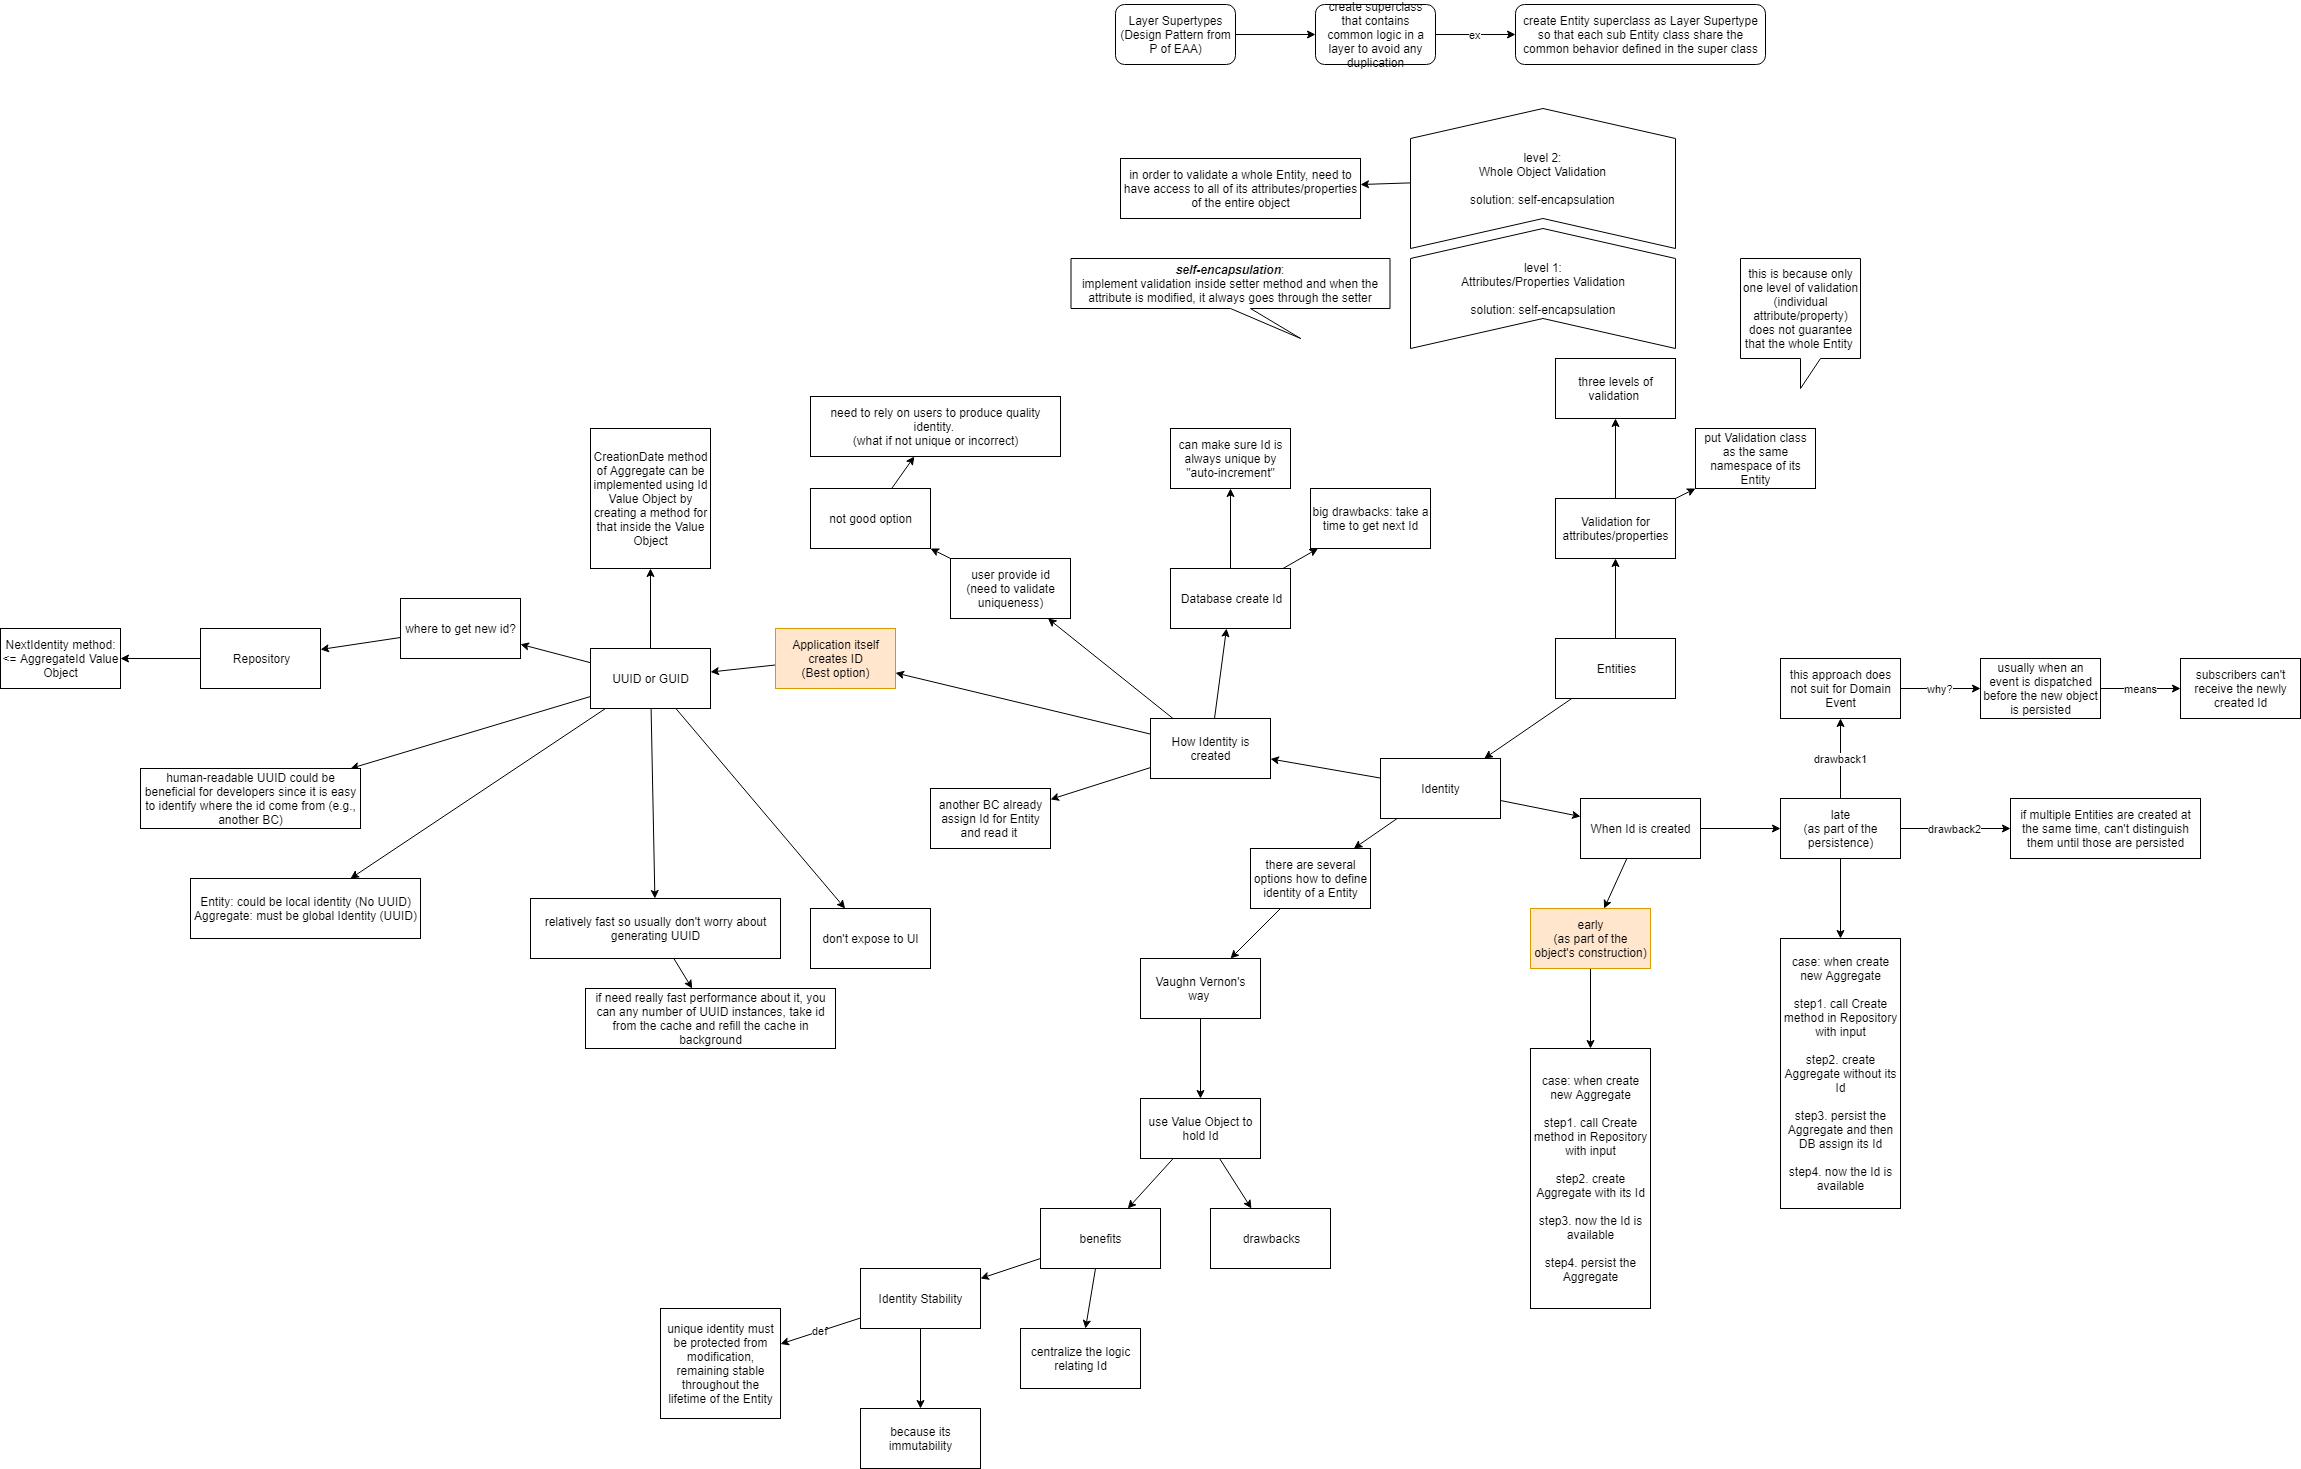 Layer Supertypes
(Design Pattern from
P of EAA)
create superclass
that contains
common logic in a
layer to avoid any
duplication
ex
create Entity superclass as Layer Supertype
so that each sub Entity class share the
common behavior defined in the super class
level 2:
Whole Object Validation
solution: self-encapsulation
in order to validate a whole Entity, need to
have access to all of its attributes/properties
of the entire object
self-encapsulation:
implement validation inside setter method and when the
attribute is modified, it always goes through the setter
level 1:
Attributes/Properties Validation
solution: self-encapsulation
this is because only
one level of validation
(individual
attribute/property)
does not guarantee
that the whole Entity
three levels of
validation
put Validation class
as the same
namespace of its
Entity
Validation for
attributes/properties
Entities
need to rely on users to produce quality
identity.
(what if not unique or incorrect)
not good option
user provide id
(need to validate
uniqueness)
can make sure Id is
always unique by
"auto-increment"
big drawbacks: take a
time to get next Id
Database create Id
CreationDate method
of Aggregate can be
implemented using Id
Value Object by
creating a method for
that inside the Value
Object
NextIdentity method:
<= AggregateId Value
Object
Repository
where to get new id?
UUID or GUID
Application itself
creates ID
(Best option)
How Identity is
created
Identity
another BC already
assign Id for Entity
and read it
human-readable UUID could be
beneficial for developers since it is easy
to identify where the id come from (e.g.,
another BC)
Entity: could be local identity (No UUID)
Aggregate: must be global Identity (UUID)
relatively fast so usually don't worry about
generating UUID
don't expose to UI
if need really fast performance about it, you
can any number of UUID instances, take id
from the cache and refill the cache in
background
this approach does
not suit for Domain
Event
why?
usually when an
event is dispatched
before the new object
is persisted
means
subscribers can't
receive the newly
created Id
drawback1
When Id is created
late
(as part of the
persistence)
drawback2
if multiple Entities are created at
the same time, can't distinguish
them until those are persisted
there are several
options how to define
identity of a Entity
early
(as part of the
object's construction)
Vaughn Vernon's
way
case: when create
new Aggregate
step1. call Create
method in Repository
with input
step2. create
Aggregate without its
Id
step3. persist the
Aggregate and then
DB assign its Id
step4. now the Id is
available
case: when create
new Aggregate
step1. call Create
method in Repository
with input
step2. create
Aggregate with its Id
step3. now the Id is
available
step4. persist the
Aggregate
use Value Object to
hold Id
benefits
drawbacks
Identity Stability
def
unique identity must
be protected from
modification,
remaining stable
throughout the
lifetime of the Entity
centralize the logic
relating Id
because its
immutability